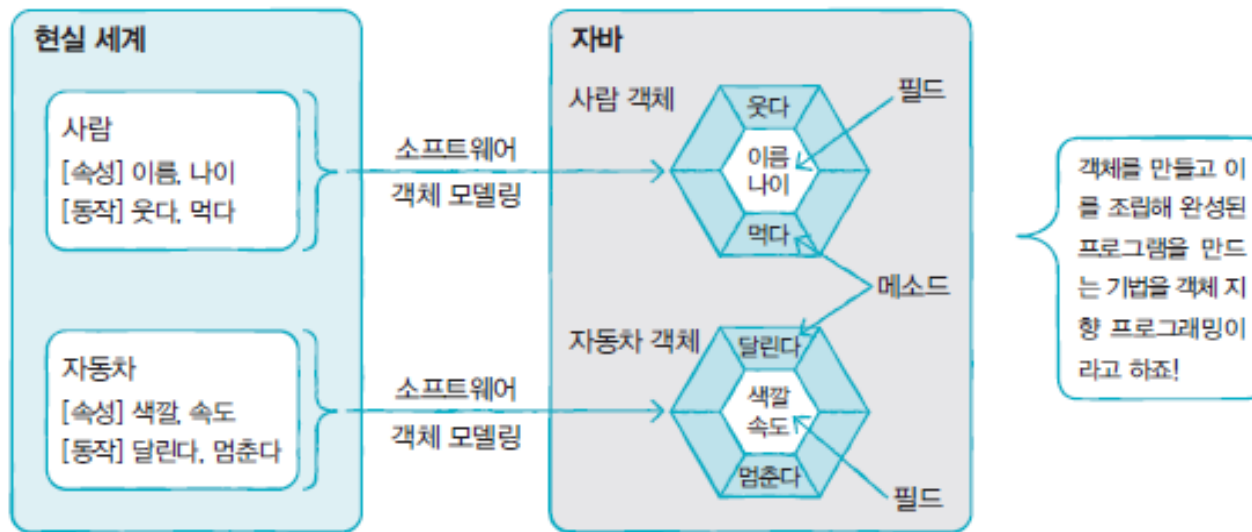 현실 세계
사람
[속성] 이름, 나이
[동작] 웃다, 먹다
자동차
[속성] 색깔, 속도
[동작] 달린다, 멈춘다
소프트웨어
객체 모델링
소프트웨어
객체 모델링
자바
사람 객체
웃다
이름
나이
먹다
필드
메소드
자동차 객체
달린다
색깔
속도
멈춘다
필드
객체를 만들고 이
를 조립해 완성된
프로그램을 만드
는 기법을 객체 지
향 프로그래밍이
라고 하죠!